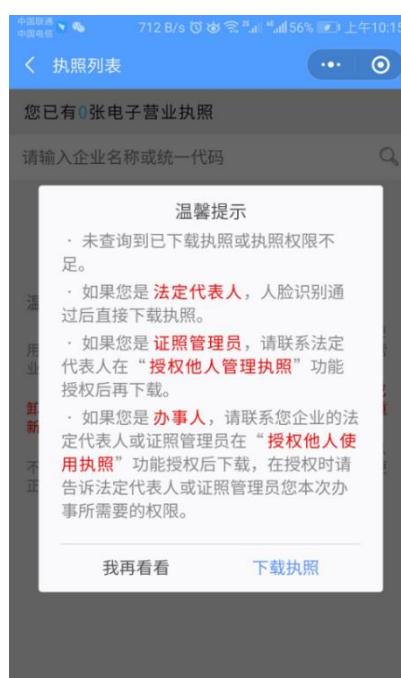 中国联通
中国电信
712 B/s
56%
上午10:15
执照列表
您已有0张电子营业执照
请输入企业名称或统一代码
温馨提示
· 未查询到已下载执照或执照权限不
足。
· 如果您是法定代表人，人脸识别通
过后直接下载执照。
· 如果您是证照管理员，请联系法定
代表人在“授权他人管理执照”功能
授权后再下载。
· 如果您是办事人，请联系您企业的法
定代表人或证照管理员在“授权他人使
用执照”功能授权后下载，在授权时请
告诉法定代表人或证照管理员您本次办
事所需要的权限。
我再看看
下载执照